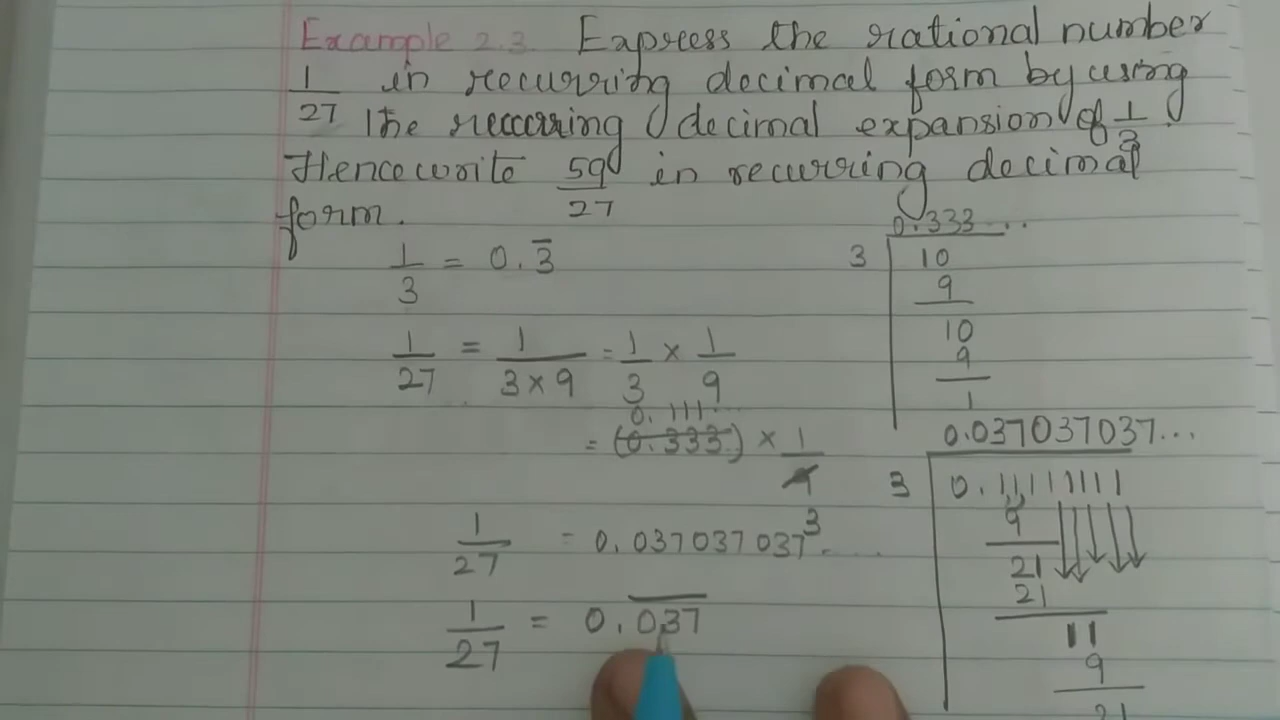 Example 2.3 Express the rational number
1/27 in recurring decimal form by using
the reccurring decimal expansion of 1/3.
Hence write 59/27 in recurring decimal
form.
1/3 = 0.3̅
1/27 = 1/(3 × 9) = 1/3 × 1/9
0.111...
= (0.333) × 1/9
3
1/27 = 0.037037037....
1/27 = 0.0̅3̅7̅
0.333...
3 10
9
10
9
1
0.037037037...
3 0.11111111
9
21
21
11
9
21